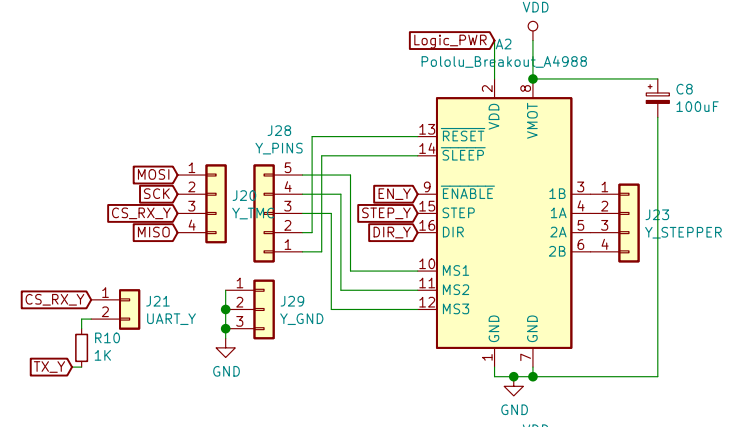 VDD
Logic_PWR
A2
Pololu_Breakout_A4988
C8
100uF
+
2
8
VDD
VMOT
J28
Y_PINS
13
RESET
14
SLEEP
MOSI
1
SCK
2
CS_RX_Y
3
MISO
4
J20
Y_TMC
5
4
3
2
1
EN_Y
9
ENABLE
STEP_Y
15
STEP
DIR_Y
16
DIR
1B
3
1
1A
4
2
2A
5
3
2B
6
4
J23
Y_STEPPER
10
MS1
11
MS2
12
MS3
CS_RX_Y
1
2
J21
UART_Y
R10
1K
TX_Y
1
2
3
J29
Y_GND
GND
GND
GND
1
7
GND